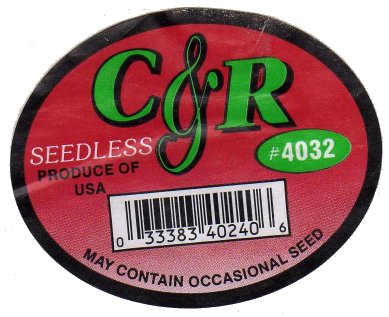 C&R
SEEDLESS
#4032
PRODUCE OF
USA
0 33383 40240 6
MAY CONTAIN OCCASIONAL SEED